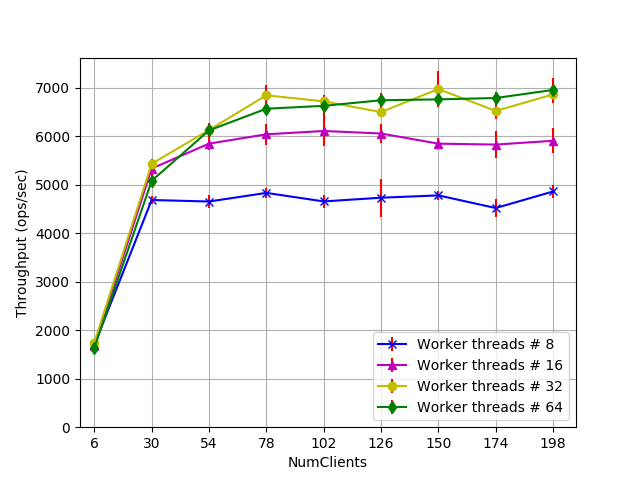 Throughput (ops/sec)
7000
6000
5000
4000
3000
2000
1000
0
6 30 54 78 102 126 150 174 198
NumClients
Worker threads # 8
Worker threads # 16
Worker threads # 32
Worker threads # 64